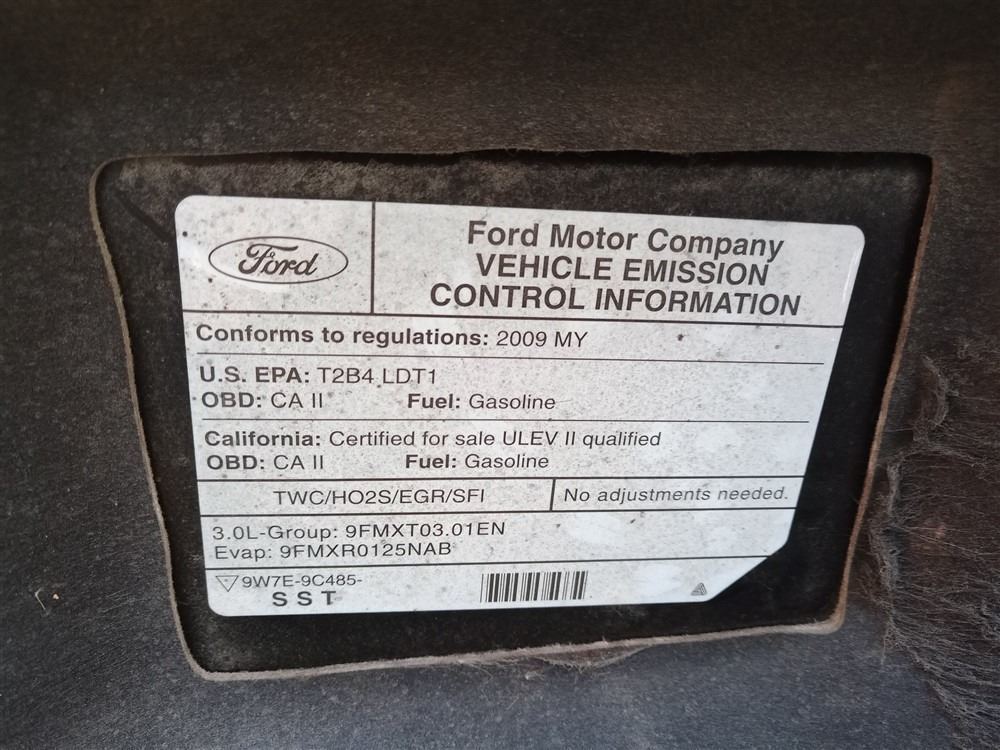 Ford
Ford Motor Company
VEHICLE EMISSION
CONTROL INFORMATION
Conforms to regulations: 2009 MY
U.S. EPA: T2B4 LDT1
OBD: CA II Fuel: Gasoline
California: Certified for sale ULEV II qualified
OBD: CA II Fuel: Gasoline
TWC/HO2S/EGR/SFI
No adjustments needed.
3.0L-Group: 9FMXT03.01EN
Evap: 9FMXR0125NAB
9W7E-9C485-
SST